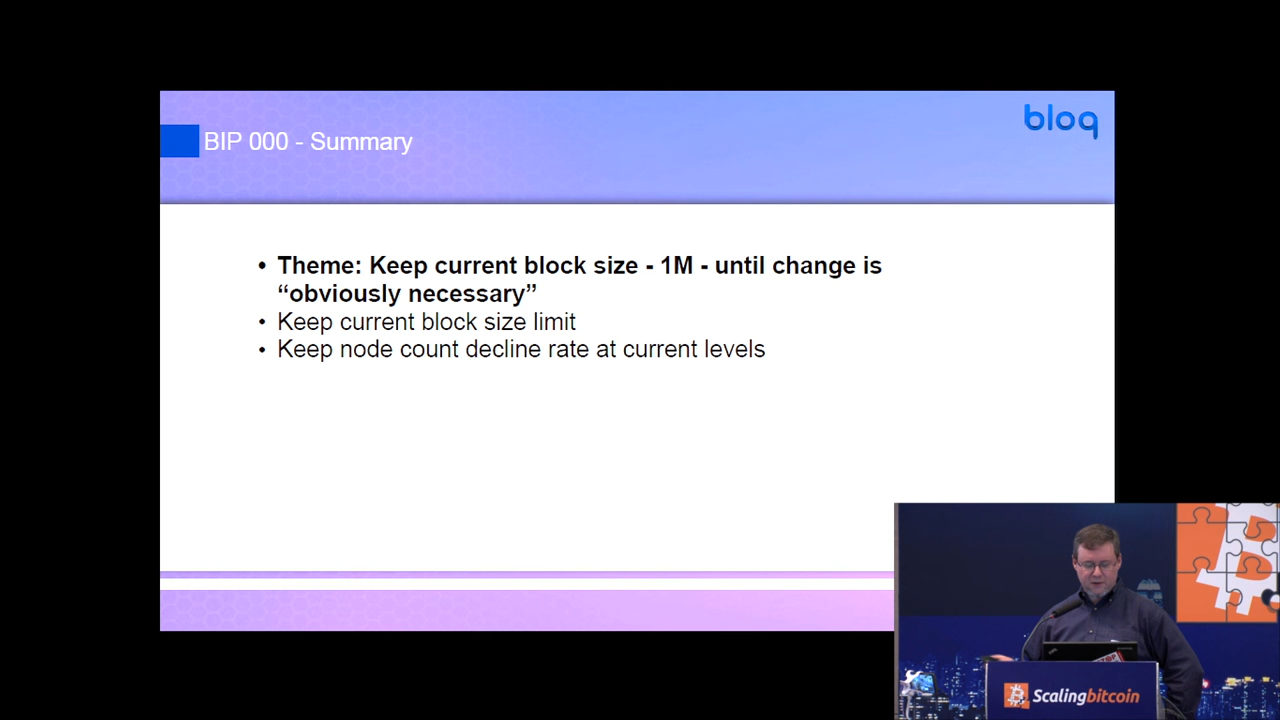 bloq
BIP 000 - Summary
• Theme: Keep current block size - 1M - until change is
“obviously necessary”
• Keep current block size limit
• Keep node count decline rate at current levels
Scalingbitcoin